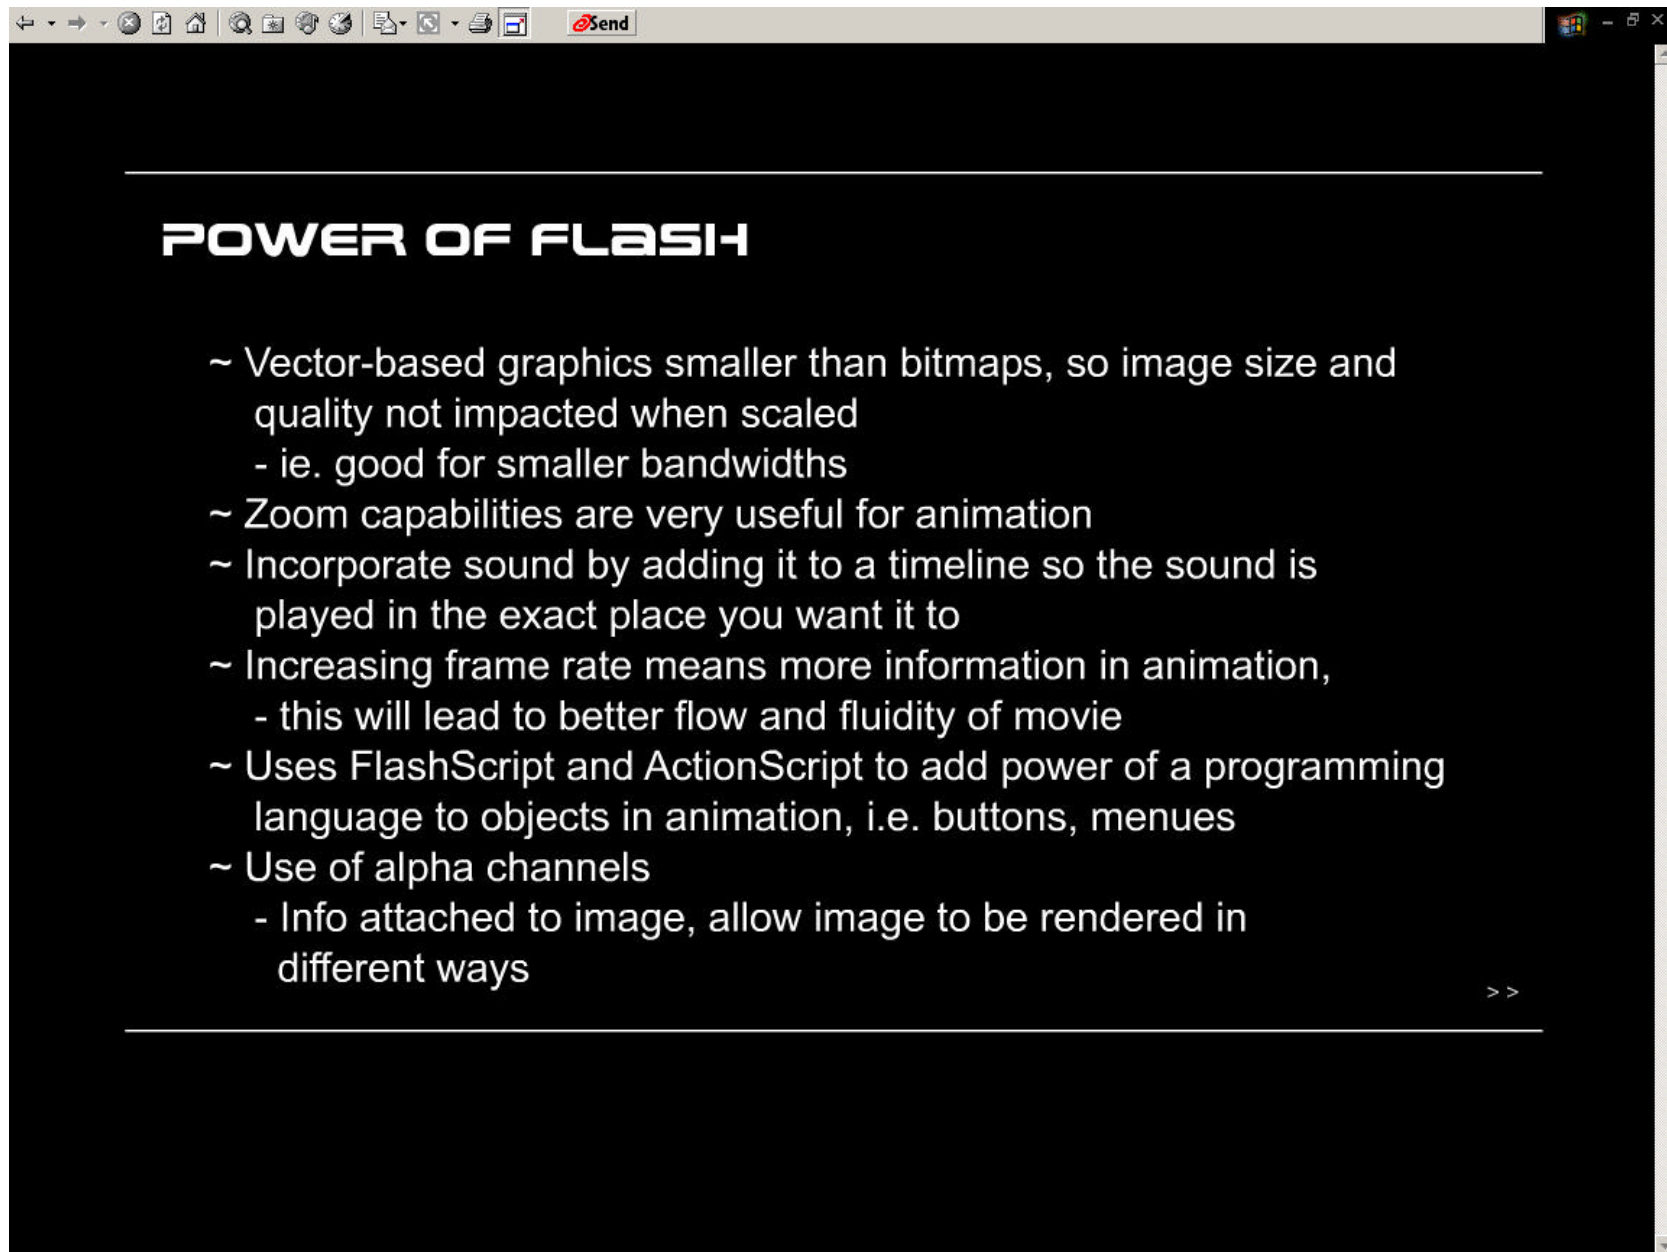 Send
POWER OF FLaSH
~ Vector-based graphics smaller than bitmaps, so image size and
quality not impacted when scaled
- ie. good for smaller bandwidths
~ Zoom capabilities are very useful for animation
~ Incorporate sound by adding it to a timeline so the sound is
played in the exact place you want it to
~ Increasing frame rate means more information in animation,
- this will lead to better flow and fluidity of movie
~ Uses FlashScript and ActionScript to add power of a programming
language to objects in animation, i.e. buttons, menues
~ Use of alpha channels
- Info attached to image, allow image to be rendered in
different ways
> >